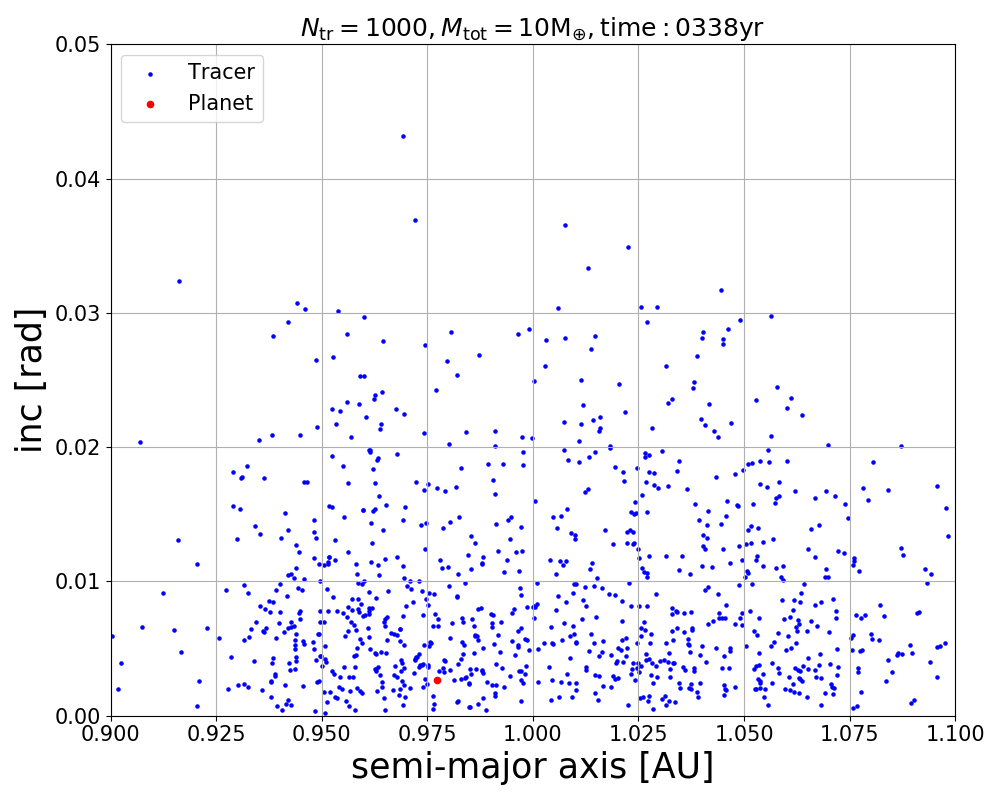 N_tr = 1000, M_tot = 10M_⊕, time : 0338yr
Tracer
Planet
0.05
0.04
0.03
0.02
0.01
0.00
inc [rad]
0.900 0.925 0.950 0.975 1.000 1.025 1.050 1.075 1.100
semi-major axis [AU]